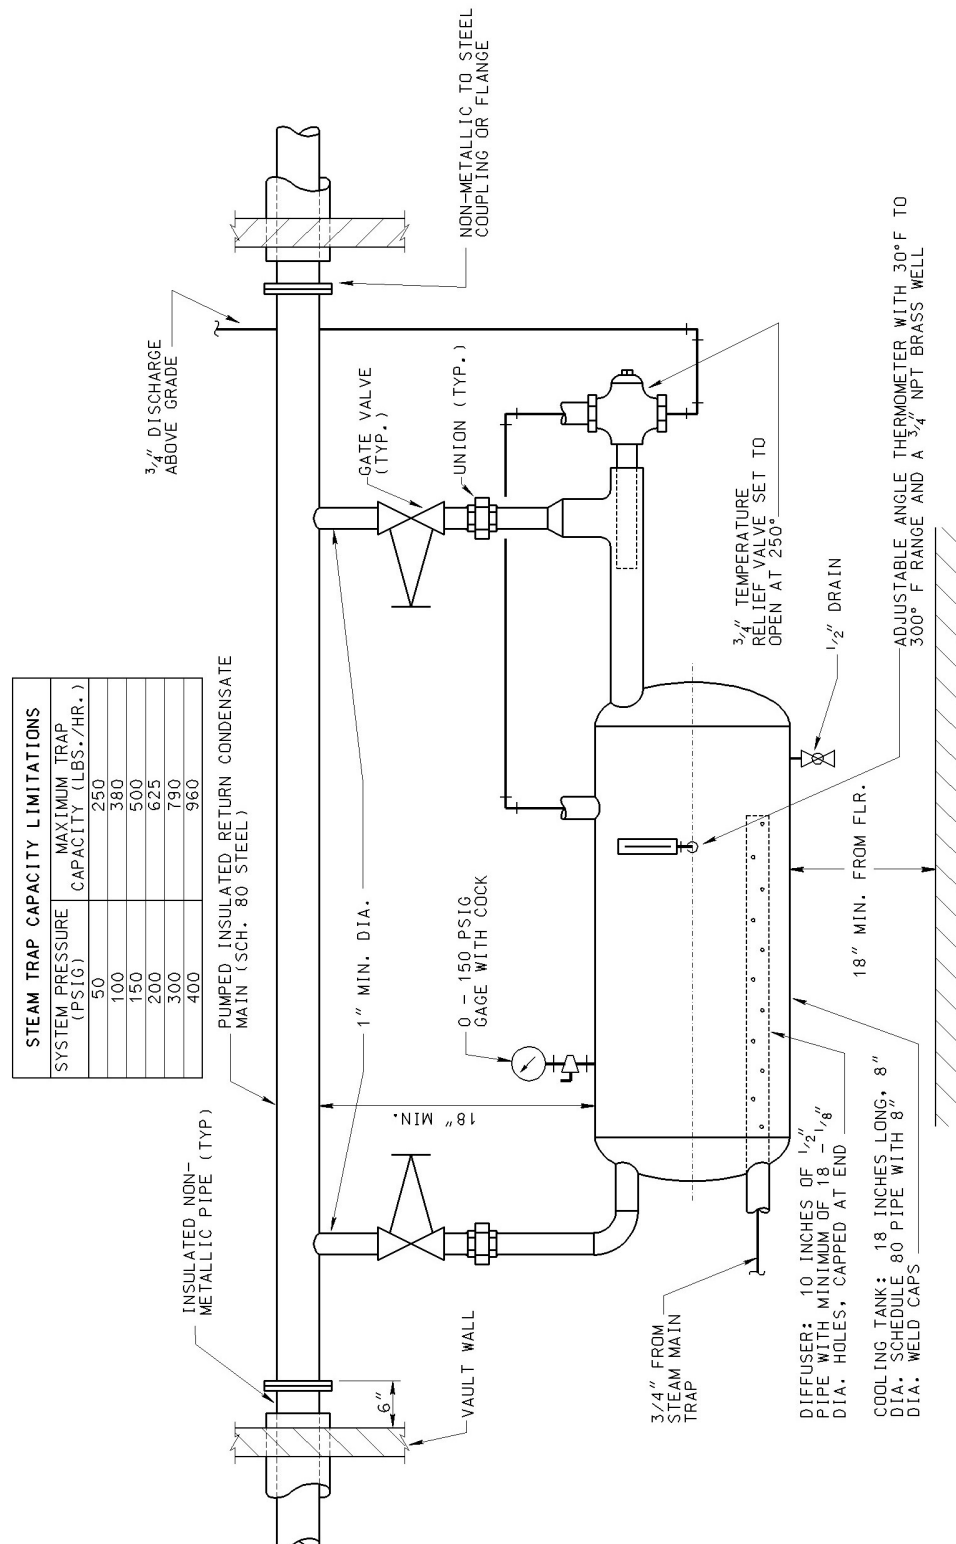 STEAM TRAP CAPACITY LIMITATIONS
SYSTEM PRESSURE
(PSIG)
MAXIMUM TRAP
CAPACITY (LBS./HR.)
50 250
100 380
150 500
200 625
300 790
400 960
INSULATED NON-
METALLIC PIPE (TYP)
PUMPED INSULATED RETURN CONDENSATE
MAIN (SCH. 80 STEEL)
3/4" DISCHARGE
ABOVE GRADE
6"
VAULT WALL
1" MIN. DIA.
18" MIN.
0 - 150 PSIG
GAGE WITH COCK
GATE VALVE
(TYP.)
UNION (TYP.)
NON-METALLIC TO STEEL
COUPLING OR FLANGE
3/4" FROM
STEAM MAIN
TRAP
3/4" TEMPERATURE
RELIEF VALVE SET TO
OPEN AT 250°
DIFFUSER: 10 INCHES OF 1/2"
PIPE WITH MINIMUM OF 18 - 1/8"
DIA. HOLES, CAPPED AT END
COOLING TANK: 18 INCHES LONG, 8"
DIA. SCHEDULE 80 PIPE WITH 8"
DIA. WELD CAPS
18" MIN. FROM FLR.
1/2" DRAIN
ADJUSTABLE ANGLE THERMOMETER WITH 30°F TO
300° F RANGE AND A 3/4" NPT BRASS WELL